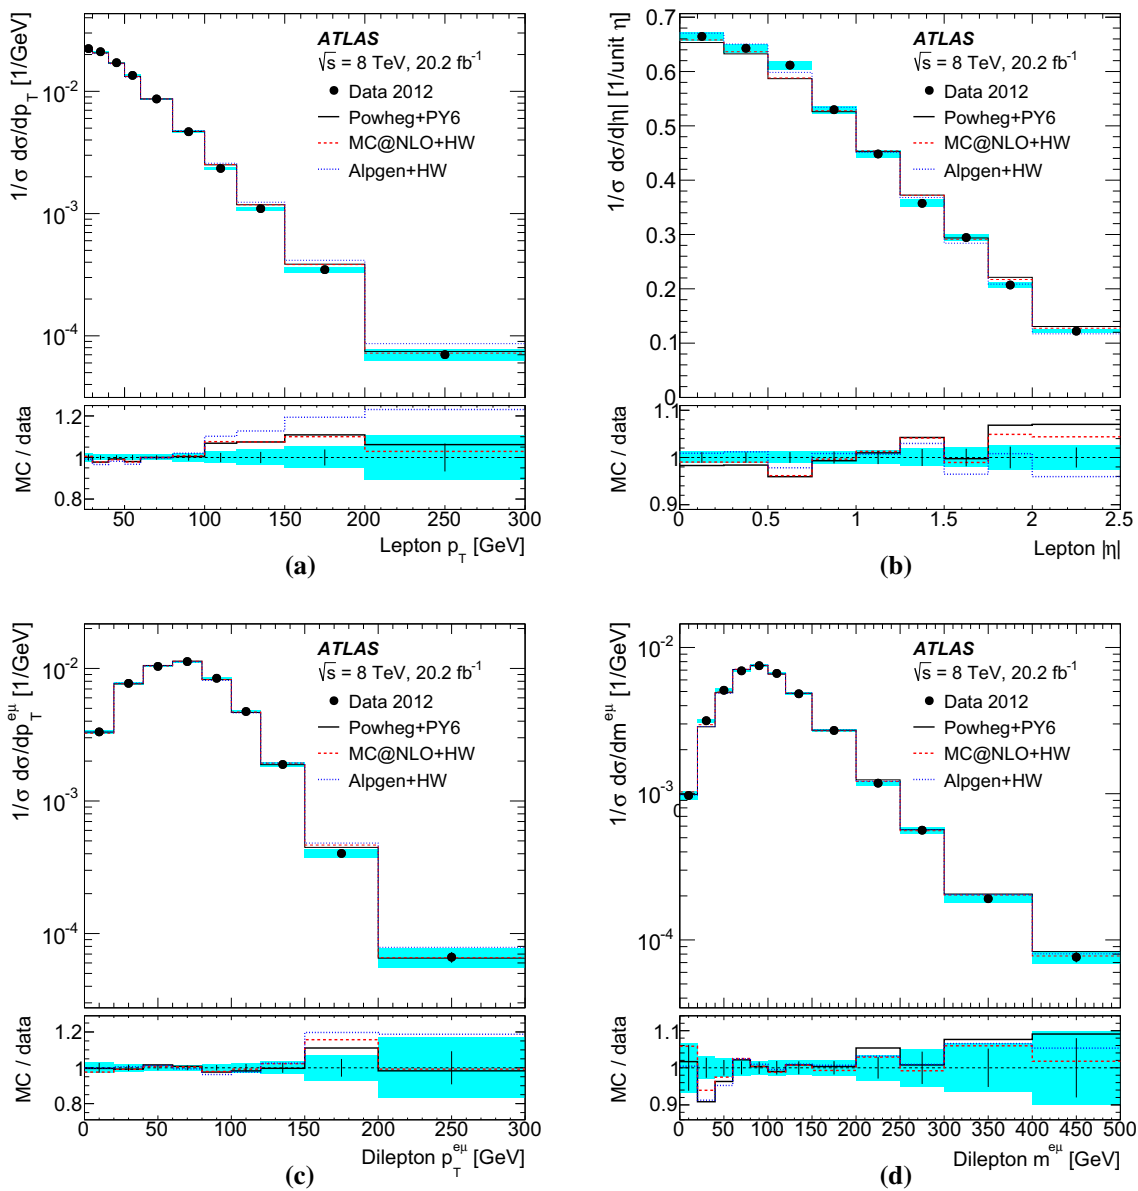 1/σ dσ/dp_T [1/GeV]
10⁻²
10⁻³
10⁻⁴
ATLAS
√s = 8 TeV, 20.2 fb⁻¹
Data 2012
Powheg+PY6
MC@NLO+HW
Alpgen+HW
MC / data
1.2
1
0.8
50 100 150 200 250 300
Lepton p_T [GeV]
(a)
1/σ dσ/d|η| [1/unit η]
0.7
0.6
0.5
0.4
0.3
0.2
0.1
0
ATLAS
√s = 8 TeV, 20.2 fb⁻¹
Data 2012
Powheg+PY6
MC@NLO+HW
Alpgen+HW
MC / data
1.1
1
0.9
0 0.5 1 1.5 2 2.5
Lepton |η|
(b)
1/σ dσ/dp_T^eμ [1/GeV]
10⁻²
10⁻³
10⁻⁴
ATLAS
√s = 8 TeV, 20.2 fb⁻¹
Data 2012
Powheg+PY6
MC@NLO+HW
Alpgen+HW
MC / data
1.2
1
0.8
0 50 100 150 200 250 300
Dilepton p_T^eμ [GeV]
(c)
1/σ dσ/dm^eμ [1/GeV]
10⁻²
10⁻³
10⁻⁴
ATLAS
√s = 8 TeV, 20.2 fb⁻¹
Data 2012
Powheg+PY6
MC@NLO+HW
Alpgen+HW
MC / data
1.1
1
0.9
0 50 100 150 200 250 300 350 400 450 500
Dilepton m^eμ [GeV]
(d)